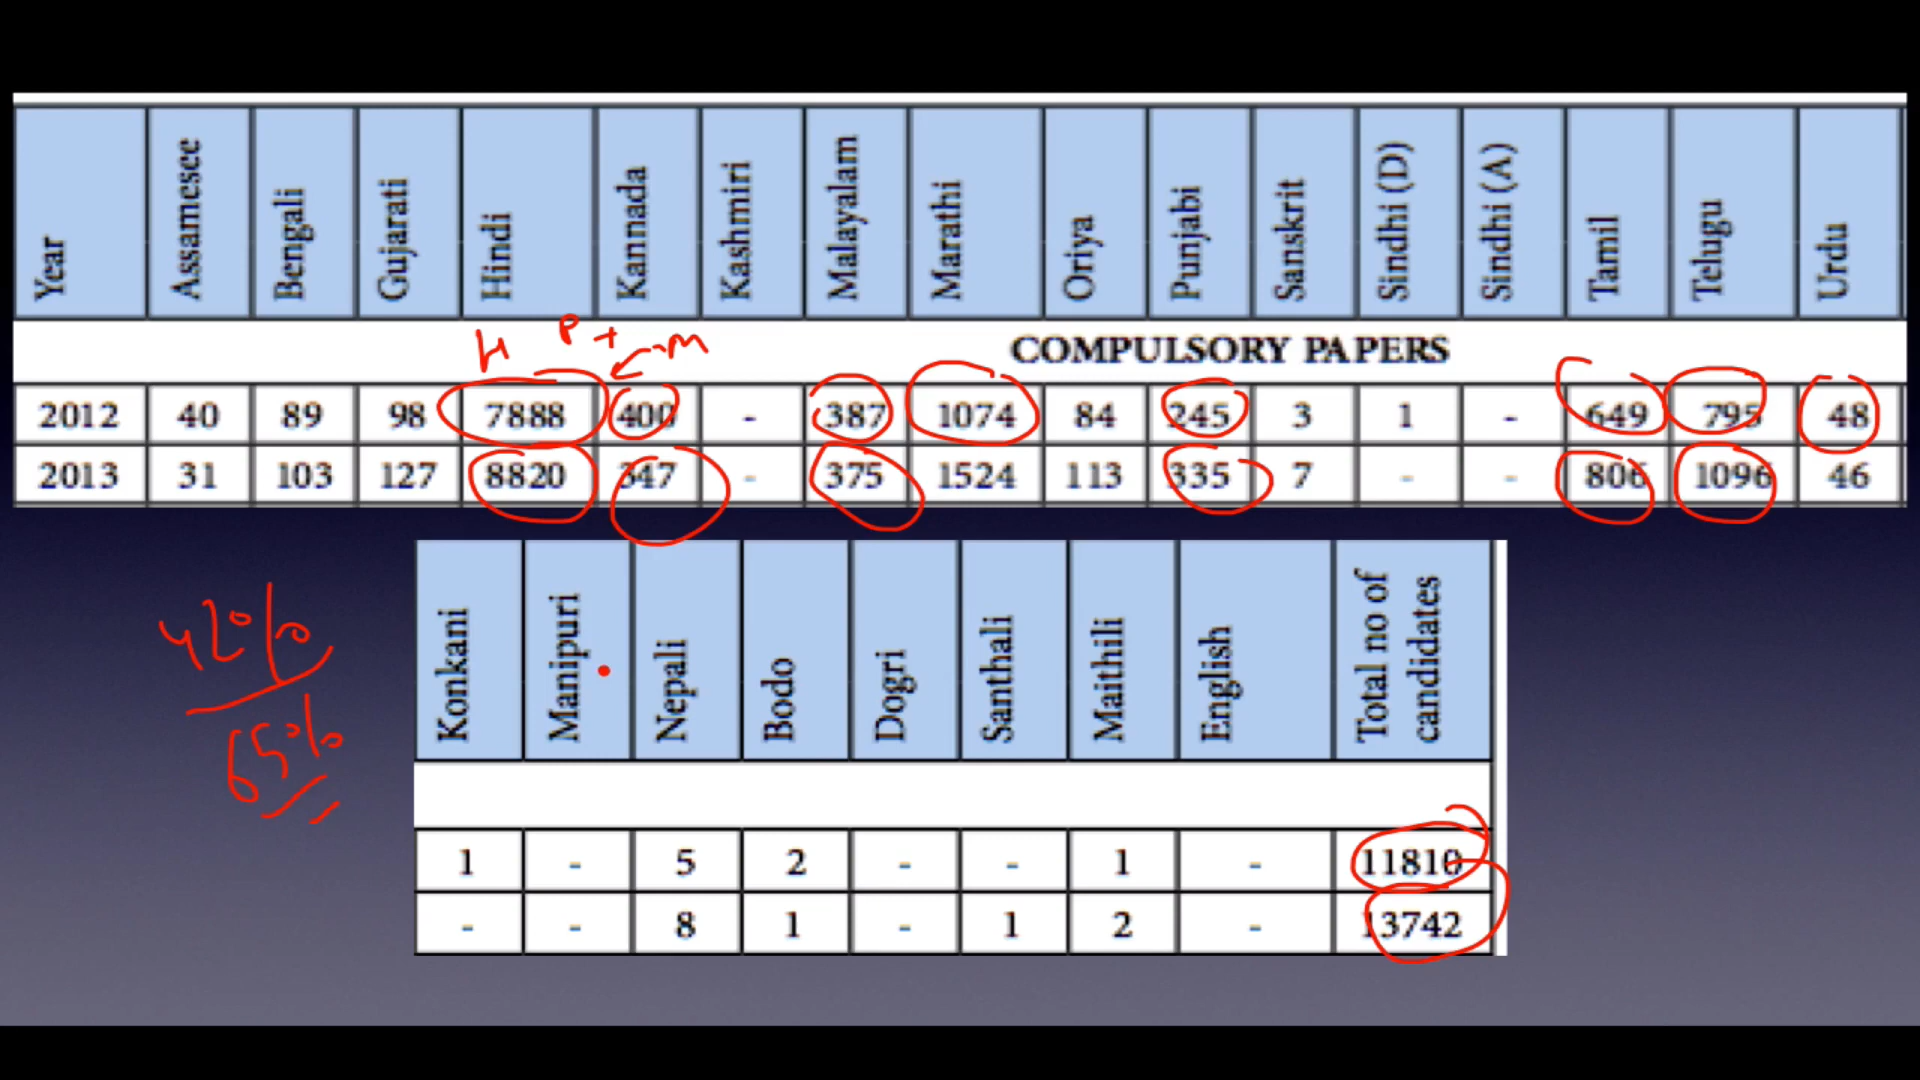 Year Assamesee Bengali Gujarati Hindi Kannada Kashmiri Malayalam Marathi Oriya Punjabi Sanskrit Sindhi (D) Sindhi (A) Tamil Telugu Urdu
H P + M
COMPULSORY PAPERS
2012 40 89 98 7888 400 - 387 1074 84 245 3 1 - 649 795 48
2013 31 103 127 8820 347 - 375 1524 113 335 7 - - 806 1096 46
42%
65%
Konkani Manipuri Nepali Bodo Dogri Santhali Maithili English Total no of candidates
1 - 5 2 - - 1 - 11810
- - 8 1 - 1 2 - 13742